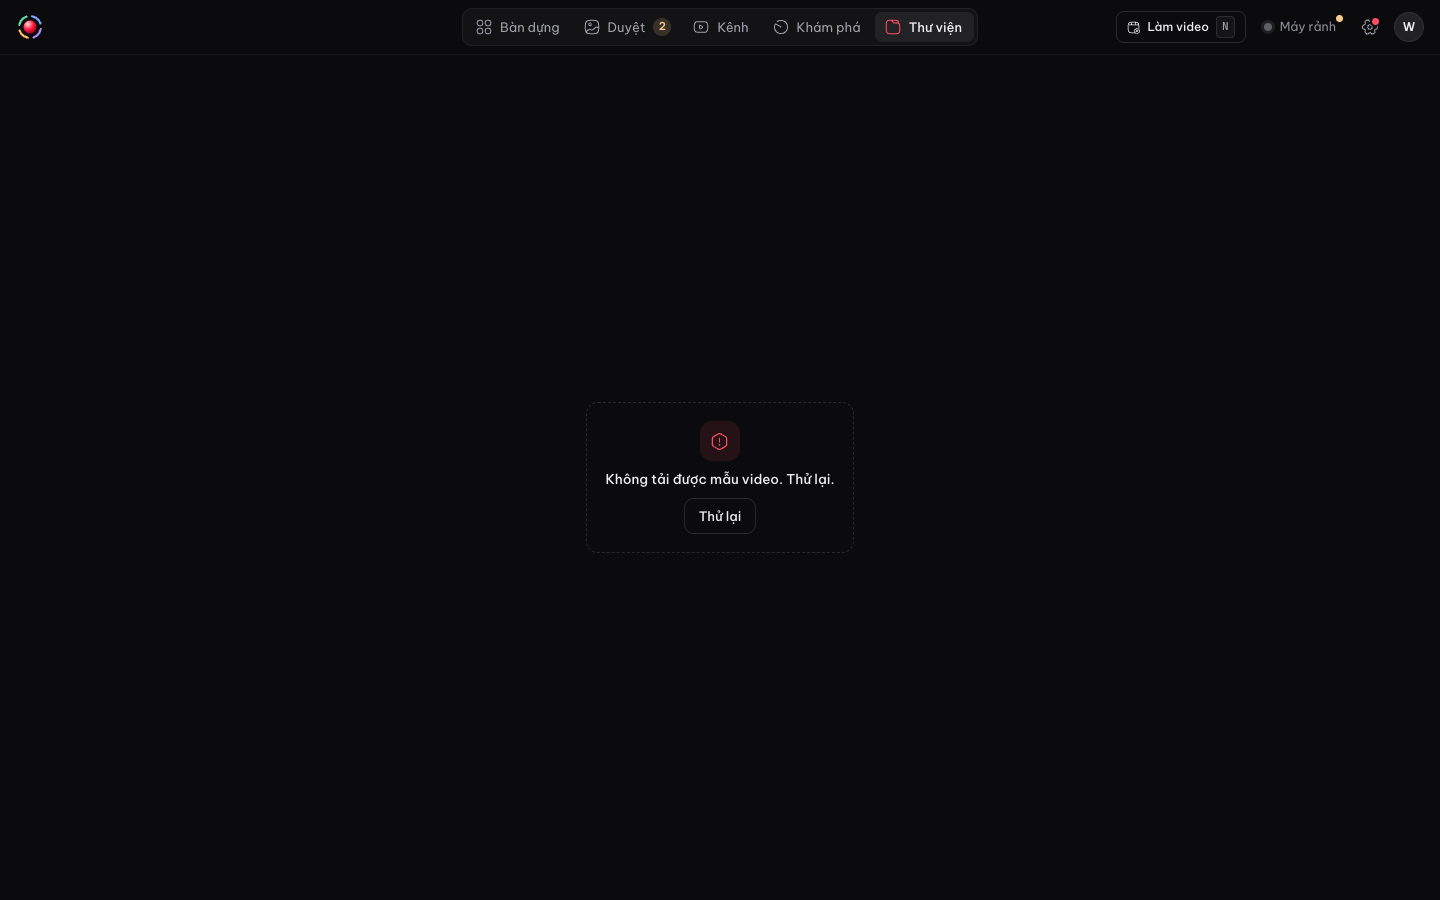 Bàn dựng
Duyệt 2
Kênh
Khám phá
Thư viện
Làm video N
Máy rảnh
W
Không tải được mẫu video. Thử lại.
Thử lại